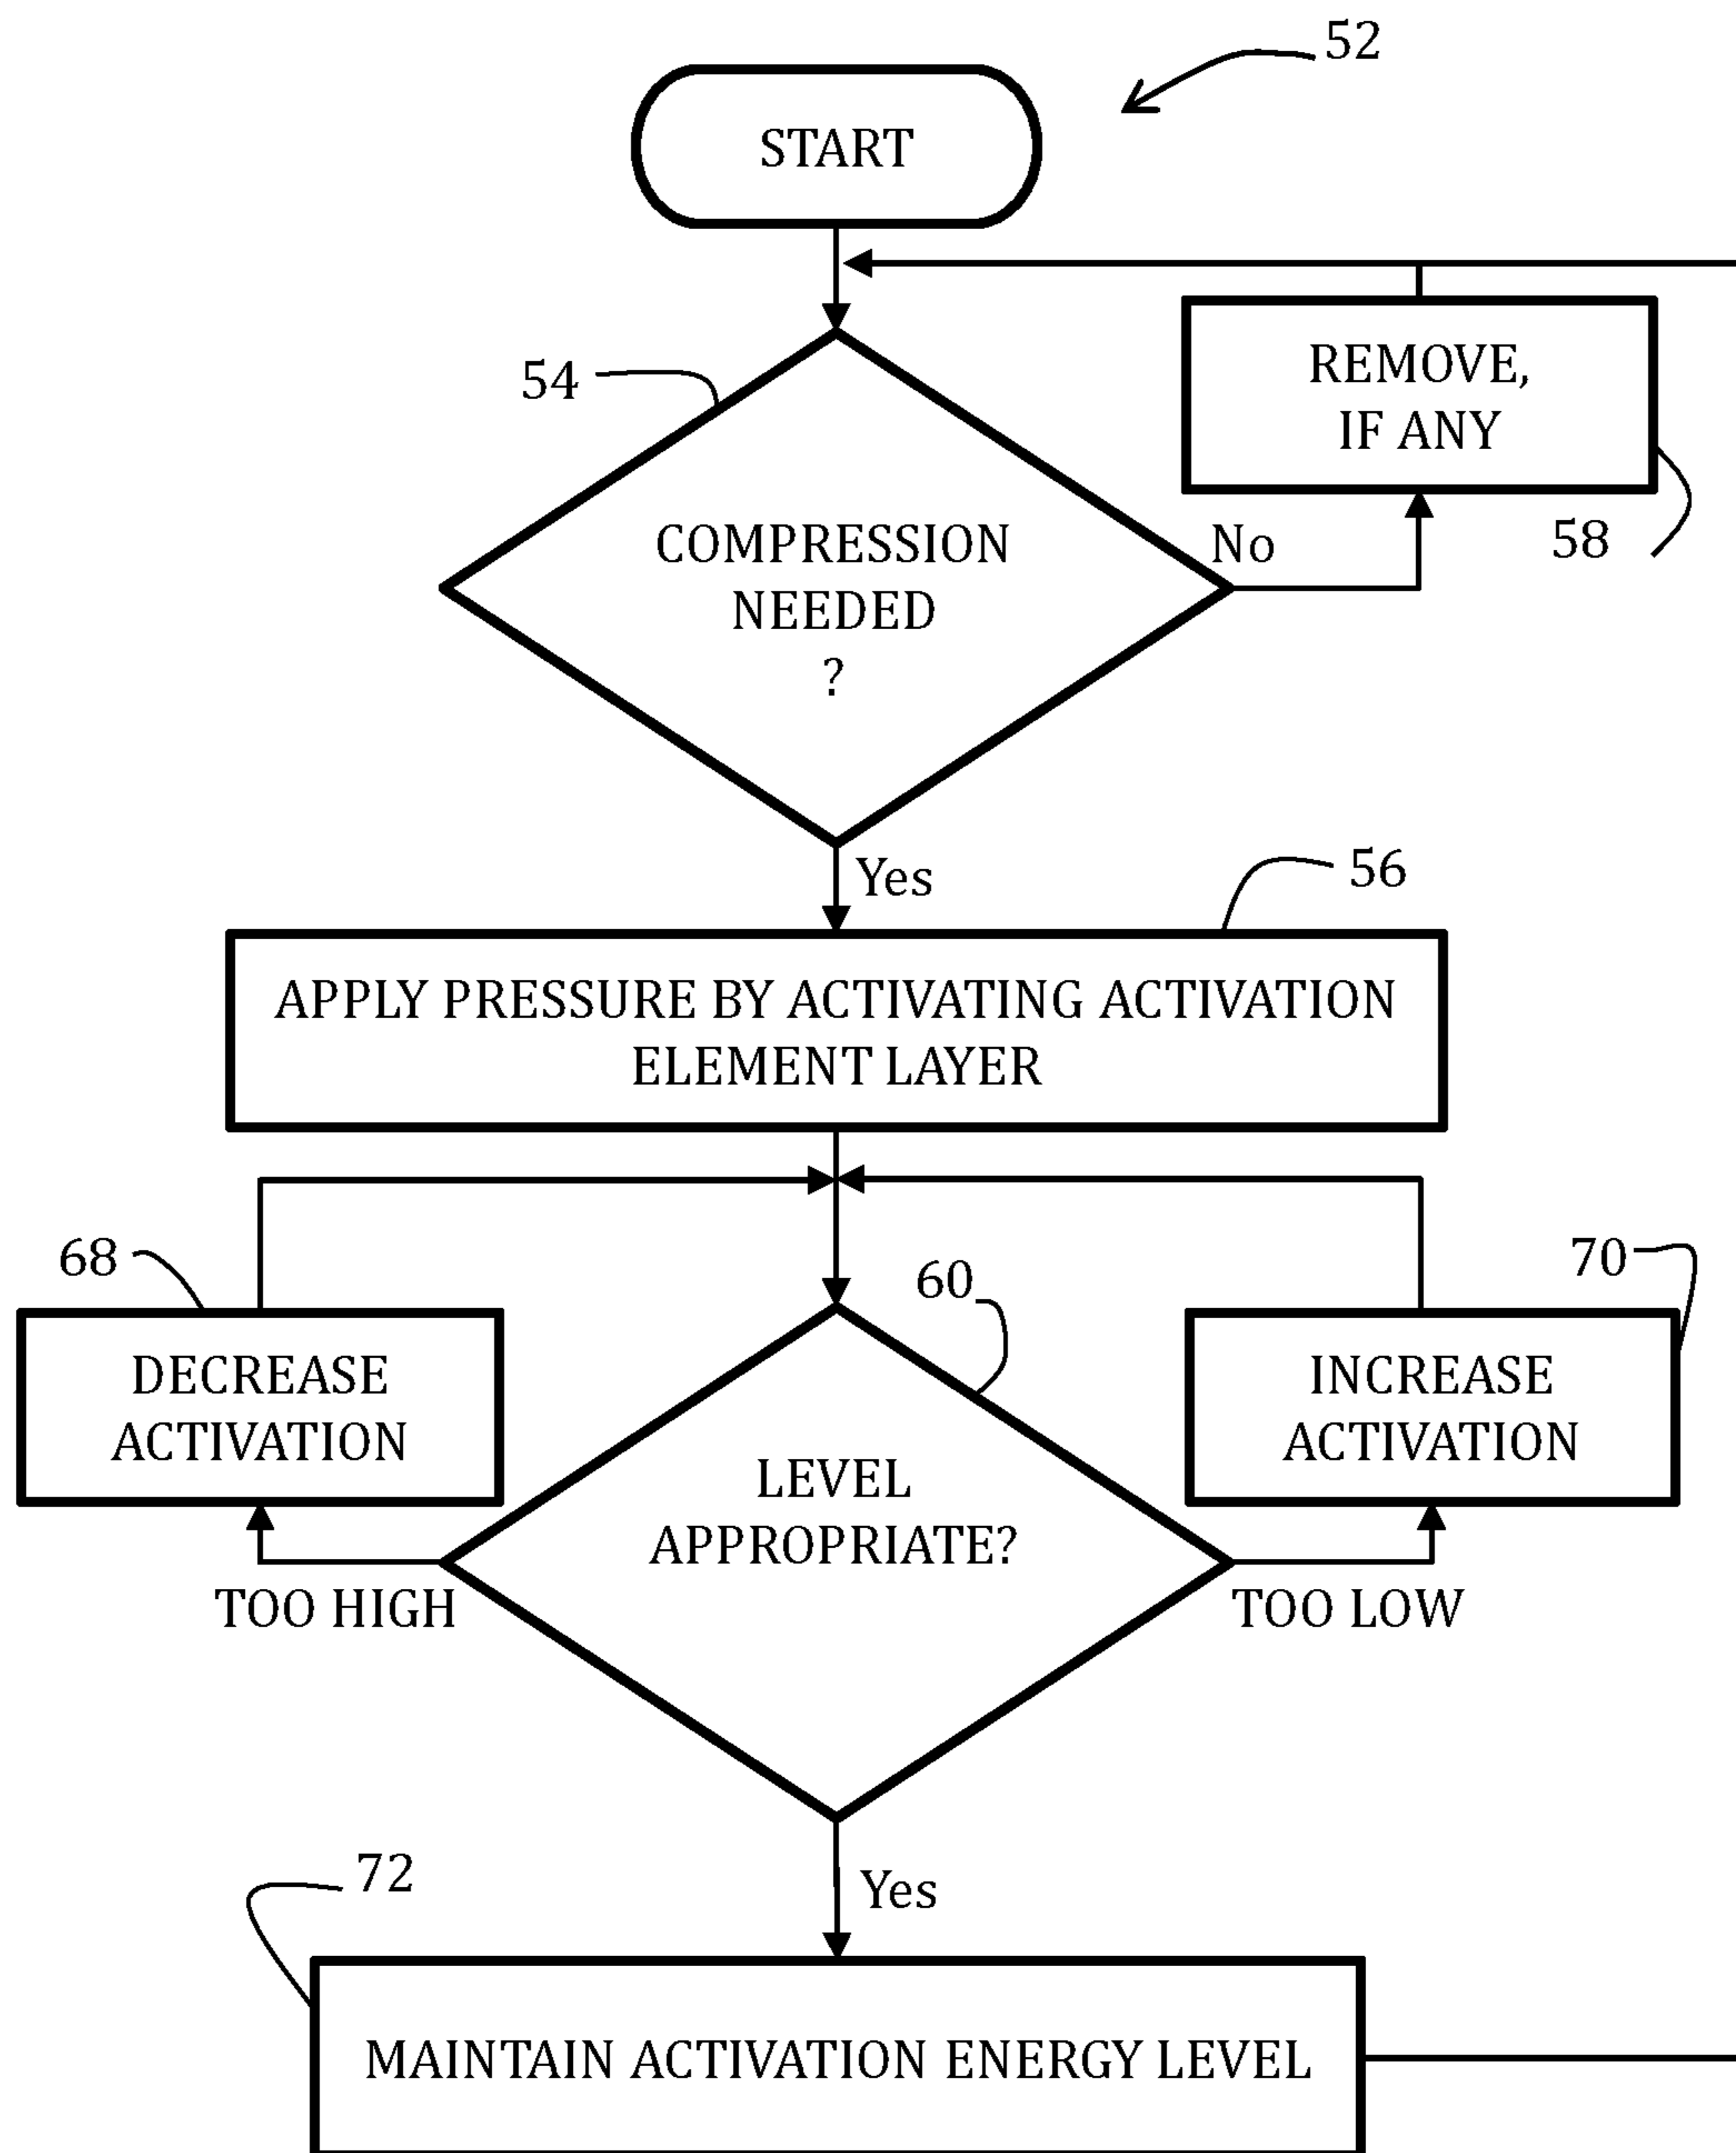 52
START
54
REMOVE,
IF ANY
58
COMPRESSION
NEEDED
?
No
Yes
56
APPLY PRESSURE BY ACTIVATING ACTIVATION
ELEMENT LAYER
68
60
70
DECREASE
ACTIVATION
INCREASE
ACTIVATION
LEVEL
APPROPRIATE?
TOO HIGH
TOO LOW
72
Yes
MAINTAIN ACTIVATION ENERGY LEVEL